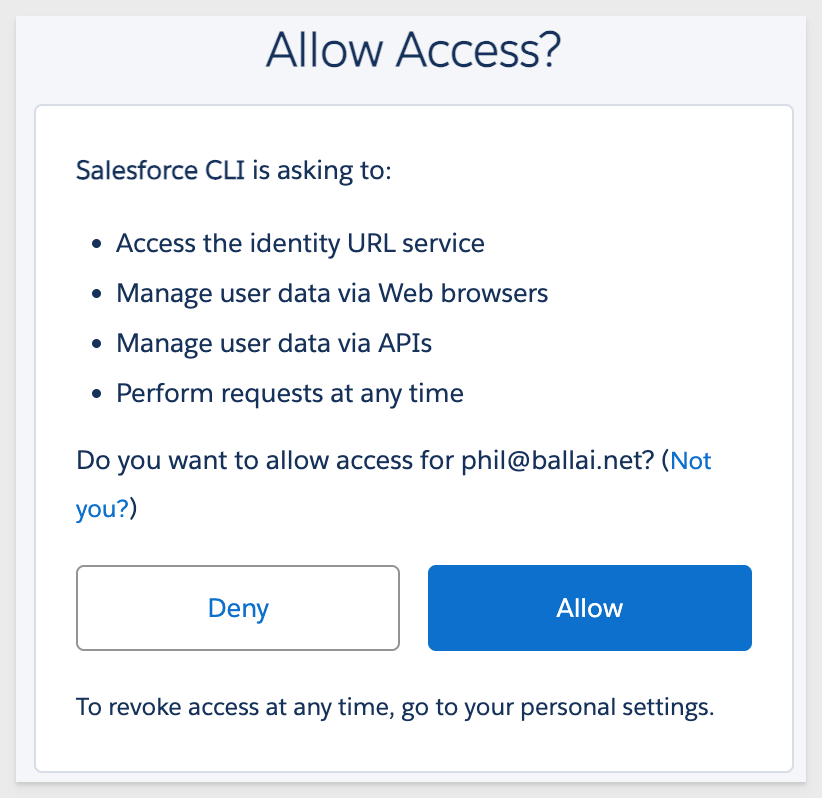 Allow Access?
Salesforce CLI is asking to:
• Access the identity URL service
• Manage user data via Web browsers
• Manage user data via APIs
• Perform requests at any time
Do you want to allow access for phil@ballai.net? (Not
you?)
Deny
Allow
To revoke access at any time, go to your personal settings.